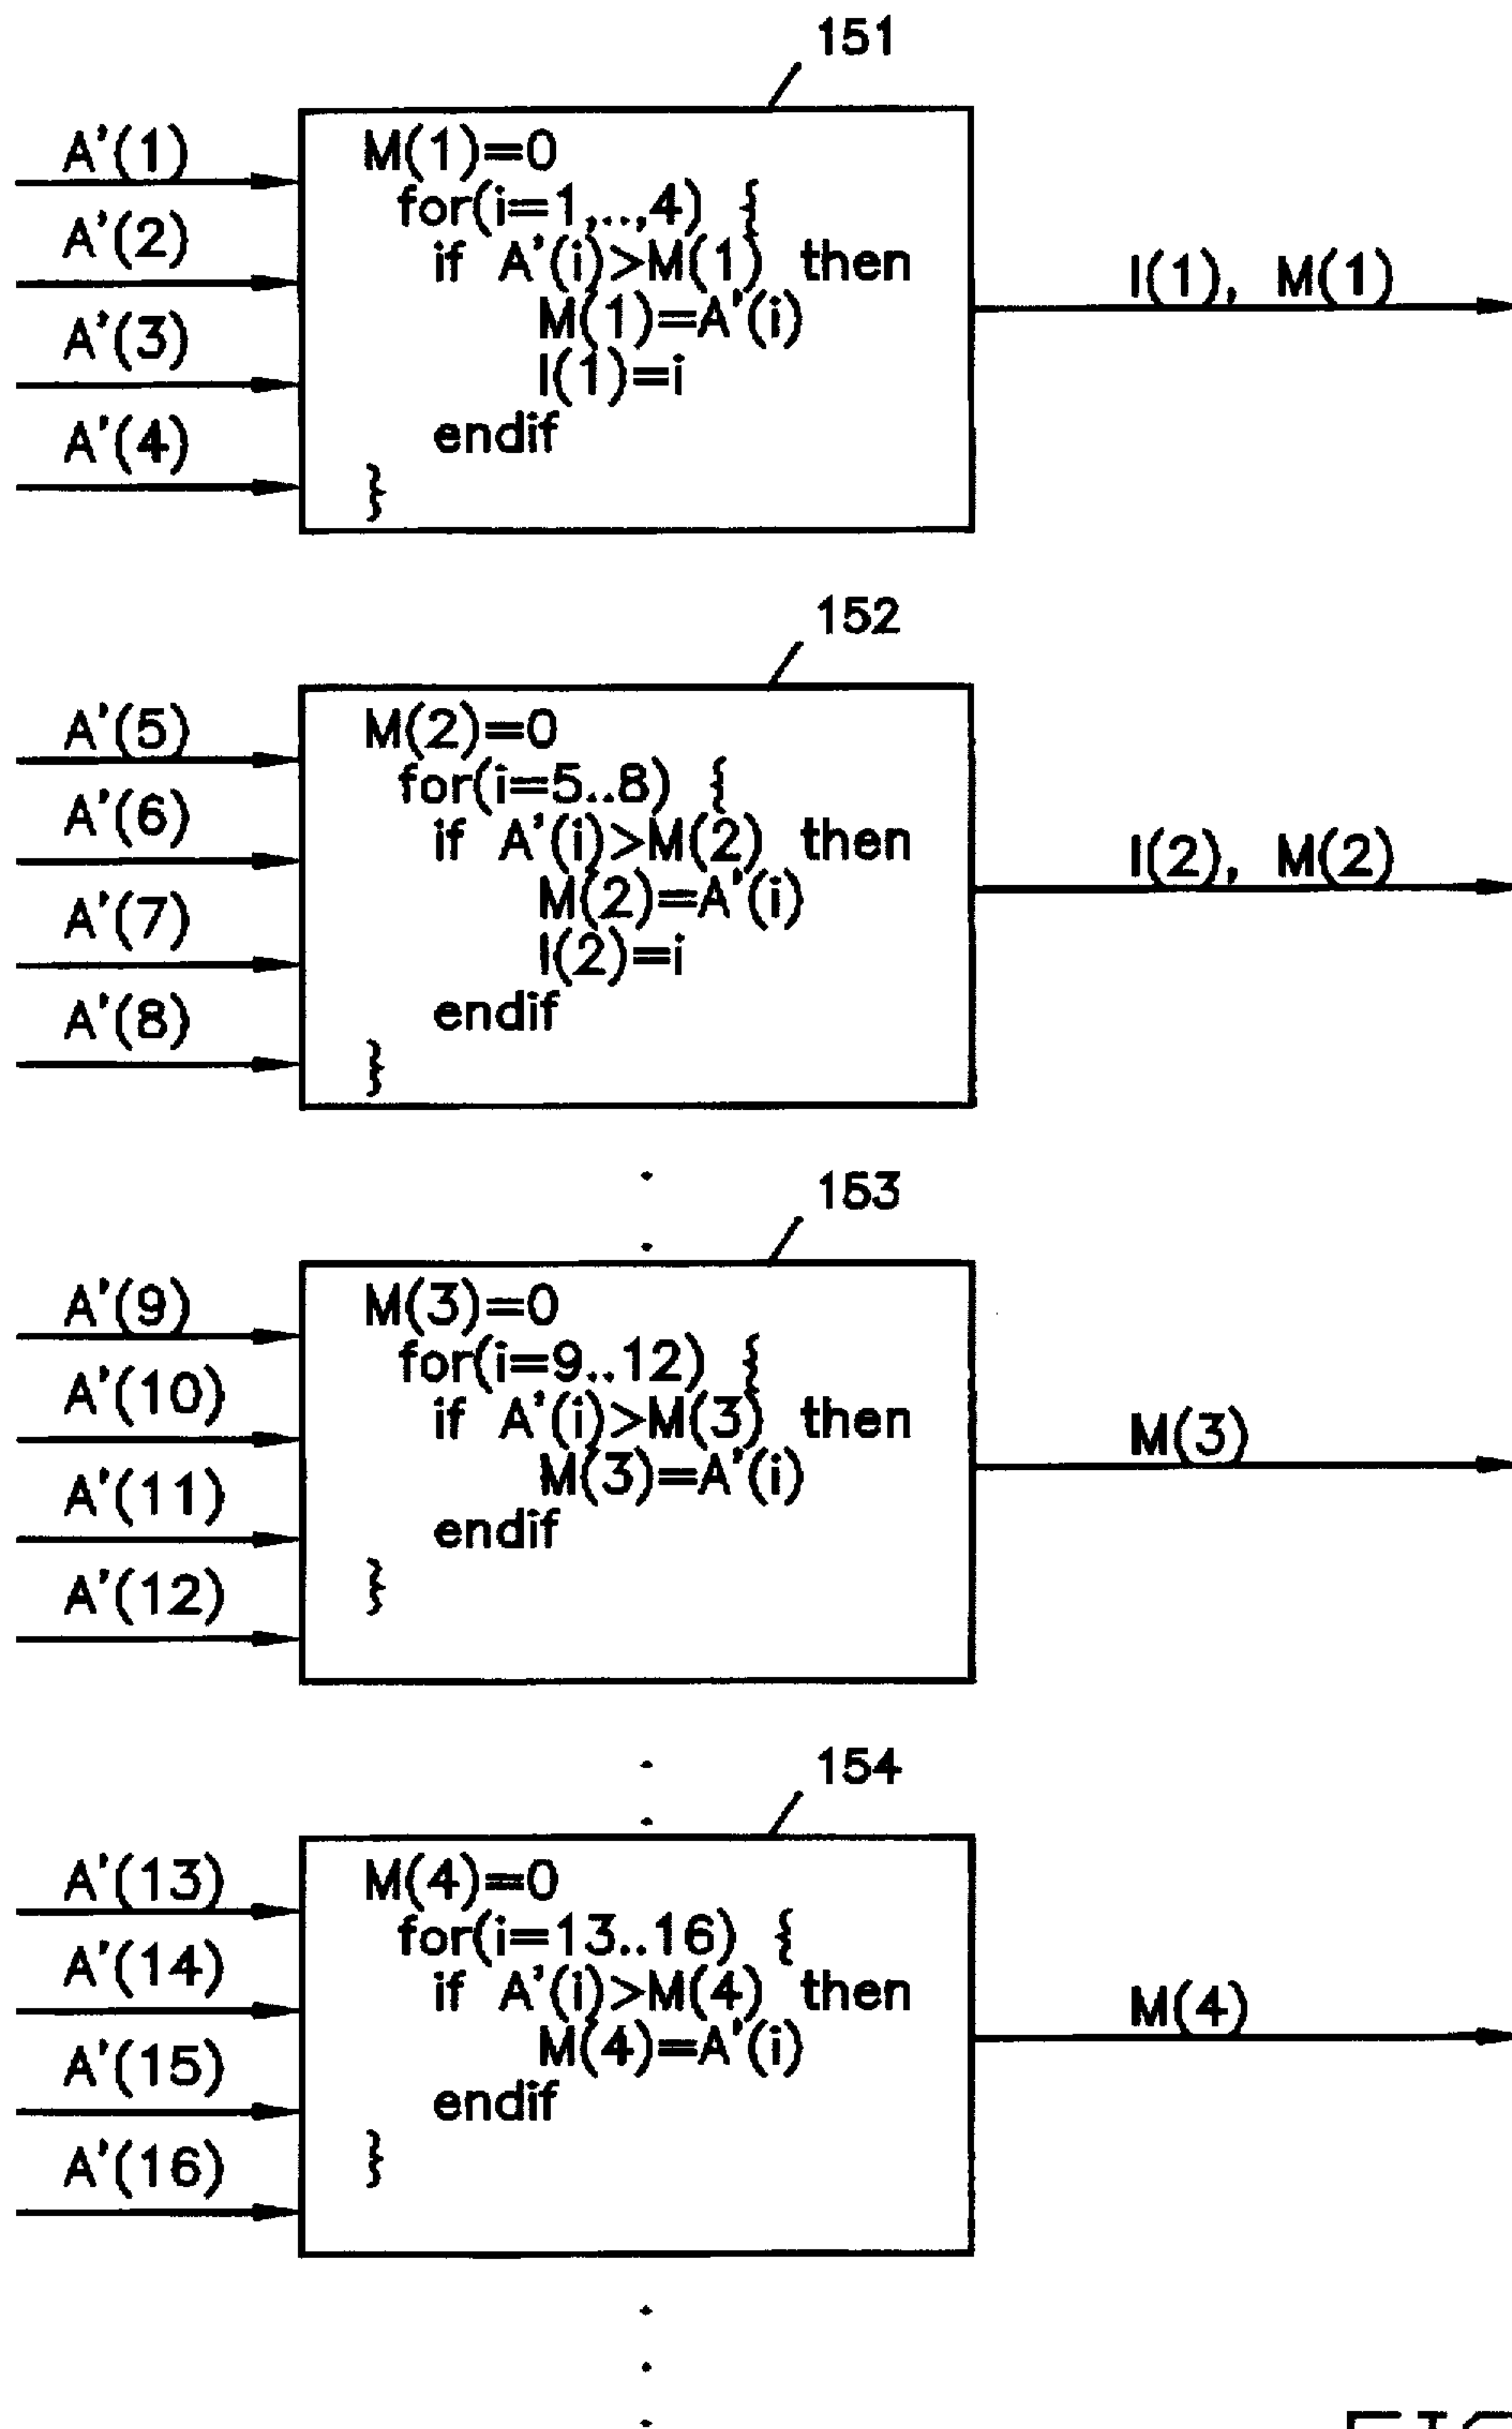 151
A'(1)
A'(2)
A'(3)
A'(4)
M(1)=0
for(i=1,..,4) {
if A'(i)>M(1) then
M(1)=A'(i)
I(1)=i
endif
}
I(1), M(1)
152
A'(5)
A'(6)
A'(7)
A'(8)
M(2)=0
for(i=5..8) {
if A'(i)>M(2) then
M(2)=A'(i)
I(2)=i
endif
}
I(2), M(2)
153
A'(9)
A'(10)
A'(11)
A'(12)
M(3)=0
for(i=9..12) {
if A'(i)>M(3) then
M(3)=A'(i)
endif
}
M(3)
154
A'(13)
A'(14)
A'(15)
A'(16)
M(4)=0
for(i=13..16) {
if A'(i)>M(4) then
M(4)=A'(i)
endif
}
M(4)